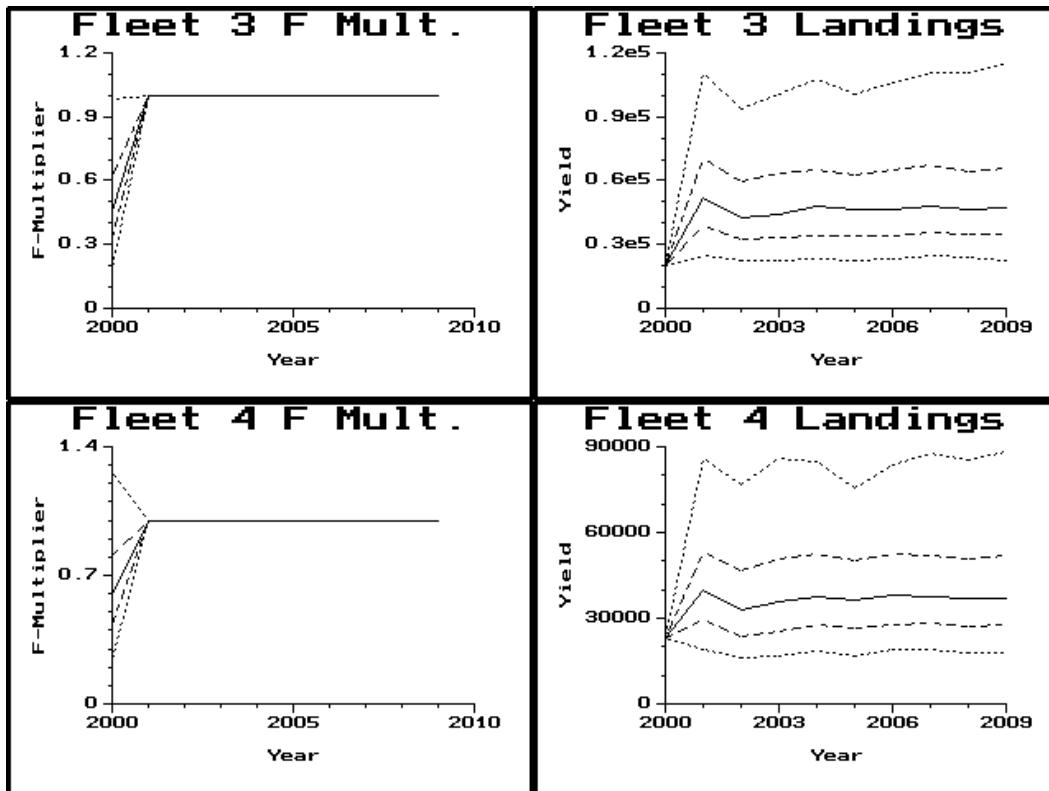 Fleet 3 F Mult.
1.2
0.9
0.6
0.3
0
F-Multiplier
2000 2005 2010
Year
Fleet 3 Landings
1.2e5
0.9e5
0.6e5
0.3e5
0
Yield
2000 2003 2006 2009
Year
Fleet 4 F Mult.
1.4
0.7
0
F-Multiplier
2000 2005 2010
Year
Fleet 4 Landings
90000
60000
30000
0
Yield
2000 2003 2006 2009
Year